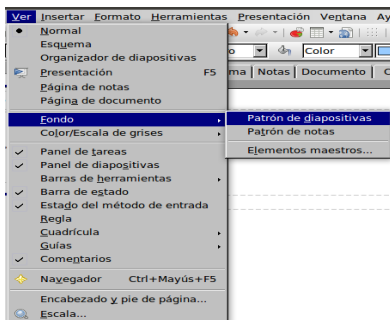 Ver Insertar Formato Herramientas Presentación Ventana Ay
Normal
Esquema
Organizador de diapositivas
Presentación F5
Página de notas
Página de documento
Fondo
Color/Escala de grises
Panel de tareas
Panel de diapositivas
Barras de herramientas
Barra de estado
Estado del método de entrada
Regla
Cuadrícula
Guías
Comentarios
Navegador Ctrl+Mayús+F5
Encabezado y pie de página...
Escala...
o Color
ma Notas Documento
Patrón de diapositivas
Patrón de notas
Elementos maestros...